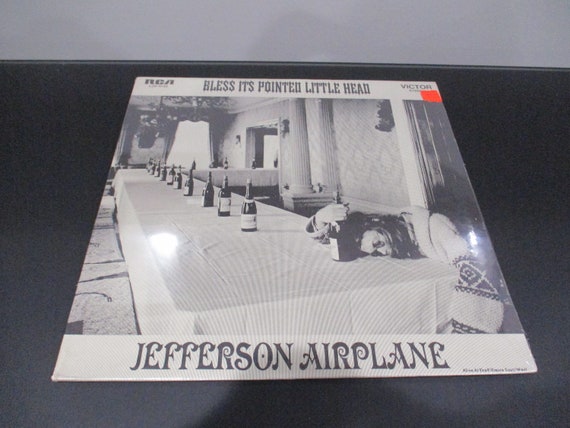 RCA
BLESS ITS POINTED LITTLE HEAD
VICTOR
JEFFERSON AIRPLANE